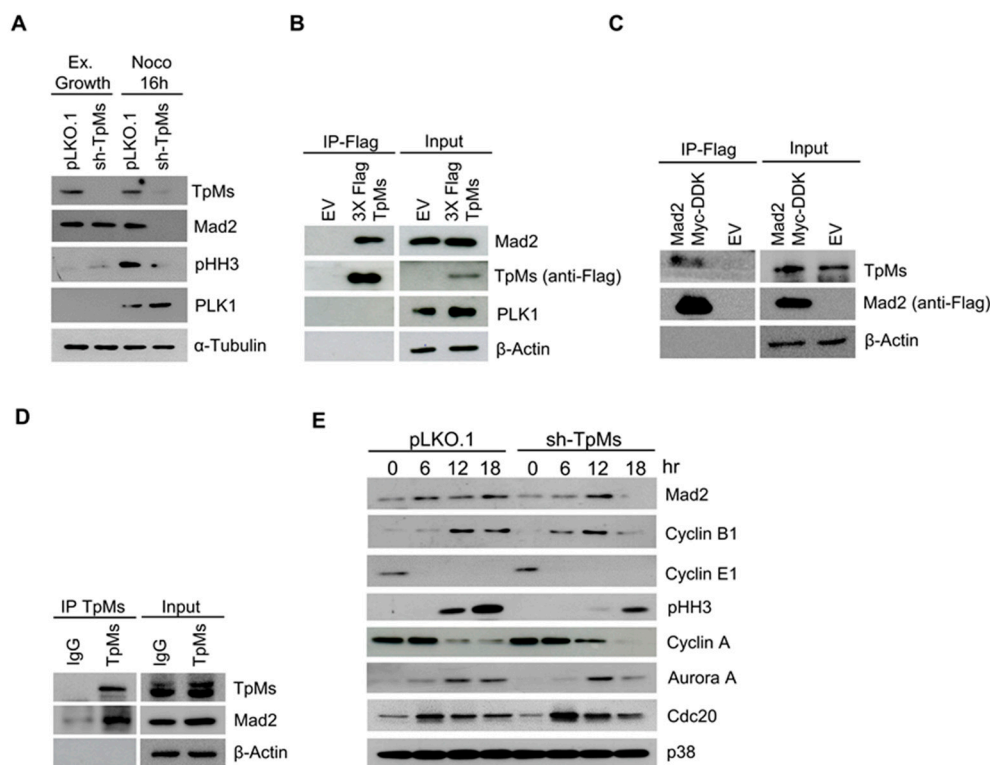 A
Ex. Growth
Noco 16h
pLKO.1
sh-TpMs
pLKO.1
sh-TpMs
TpMs
Mad2
pHH3
PLK1
α-Tubulin
B
IP-Flag
Input
EV
3X Flag TpMs
EV
3X Flag TpMs
Mad2
TpMs (anti-Flag)
PLK1
β-Actin
C
IP-Flag
Input
Mad2 Myc-DDK
EV
Mad2 Myc-DDK
EV
TpMs
Mad2 (anti-Flag)
β-Actin
D
IP TpMs
Input
IgG
TpMs
IgG
TpMs
TpMs
Mad2
β-Actin
E
pLKO.1
sh-TpMs
0 6 12 18 0 6 12 18 hr
Mad2
Cyclin B1
Cyclin E1
pHH3
Cyclin A
Aurora A
Cdc20
p38